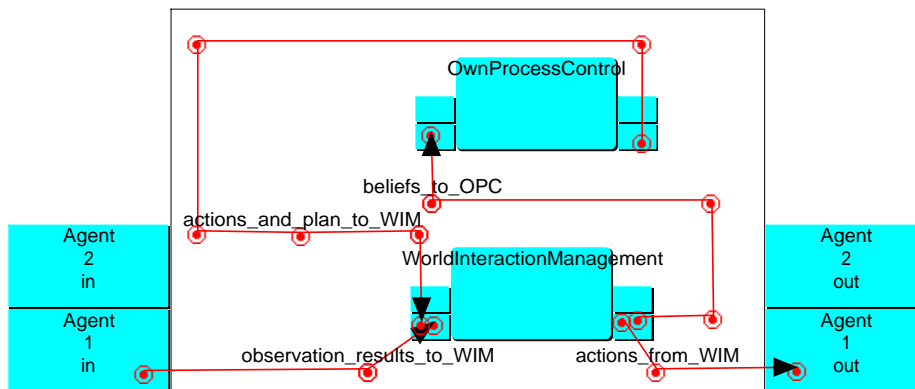 OwnProcessControl
beliefs_to_OPC
actions_and_plan_to_WIM
Agent
2
in
WorldInteractionManagement
Agent
2
out
Agent
1
in
observation_results_to_WIM
actions_from_WIM
Agent
1
out